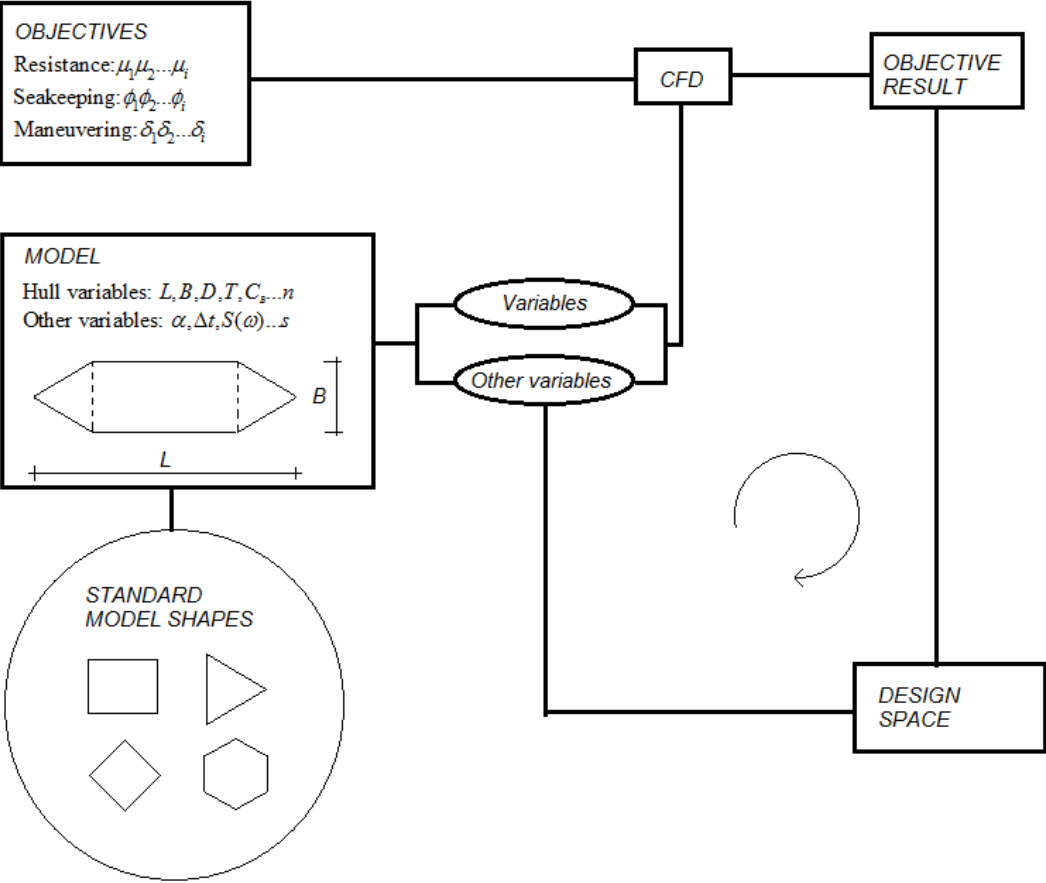 OBJECTIVES
Resistance: μ₁μ₂...μᵢ
Seakeeping: ϕ₁ϕ₂...ϕᵢ
Maneuvering: δ₁δ₂...δᵢ
CFD
OBJECTIVE
RESULT
MODEL
Hull variables: L, B, D, T, C_B...n
Other variables: α, Δt, S(ω)...s
B
L
Variables
Other variables
STANDARD
MODEL SHAPES
DESIGN
SPACE